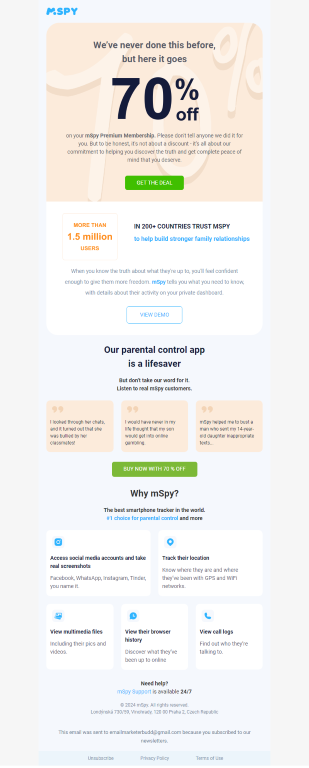 mSPY
We've never done this before,
but here it goes
70%
off
on your mSpy Premium Membership. Please don't tell anyone we did it for
you. But to be honest, it's not about a discount - it's all about our
commitment to helping you discover the truth and get complete peace of
mind that you deserve.
GET THE DEAL
MORE THAN
1.5 million
USERS
IN 200+ COUNTRIES TRUST MSPY
to help build stronger family relationships
When you know the truth about what they're up to, you'll feel confident
enough to give them more freedom. mSpy tells you what you need to know,
with details about their activity on your private dashboard.
VIEW DEMO
Our parental control app
is a lifesaver
But don't take our word for it.
Listen to real mSpy customers.
I looked through her chats,
and it turned out that she
was bullied by her
classmates!
I would have never in my
life thought that my son
would get into online
gambling.
mSpy helped me to bust a
man who sent my 14-year-
old daughter inappropriate
texts...
BUY NOW WITH 70 % OFF
Why mSpy?
The best smartphone tracker in the world.
#1 choice for parental control and more
Access social media accounts and take
real screenshots
Facebook, WhatsApp, Instagram, Tinder,
you name it.
Track their location
Know where they are and where
they've been with GPS and WiFi
networks.
View multimedia files
Including their pics and
videos.
View their browser
history
Discover what they've
been up to online
View call logs
Find out who they're
talking to.
Need help?
mSpy Support is available 24/7
© 2024 mSpy. All rights reserved.
Londýnská 730/59, Vinohrady, 120 00 Praha 2, Czech Republic
This email was sent to emailmarketerbadd@gmail.com because you subscribed to our
newsletters.
Unsubscribe Privacy Policy Terms of Use